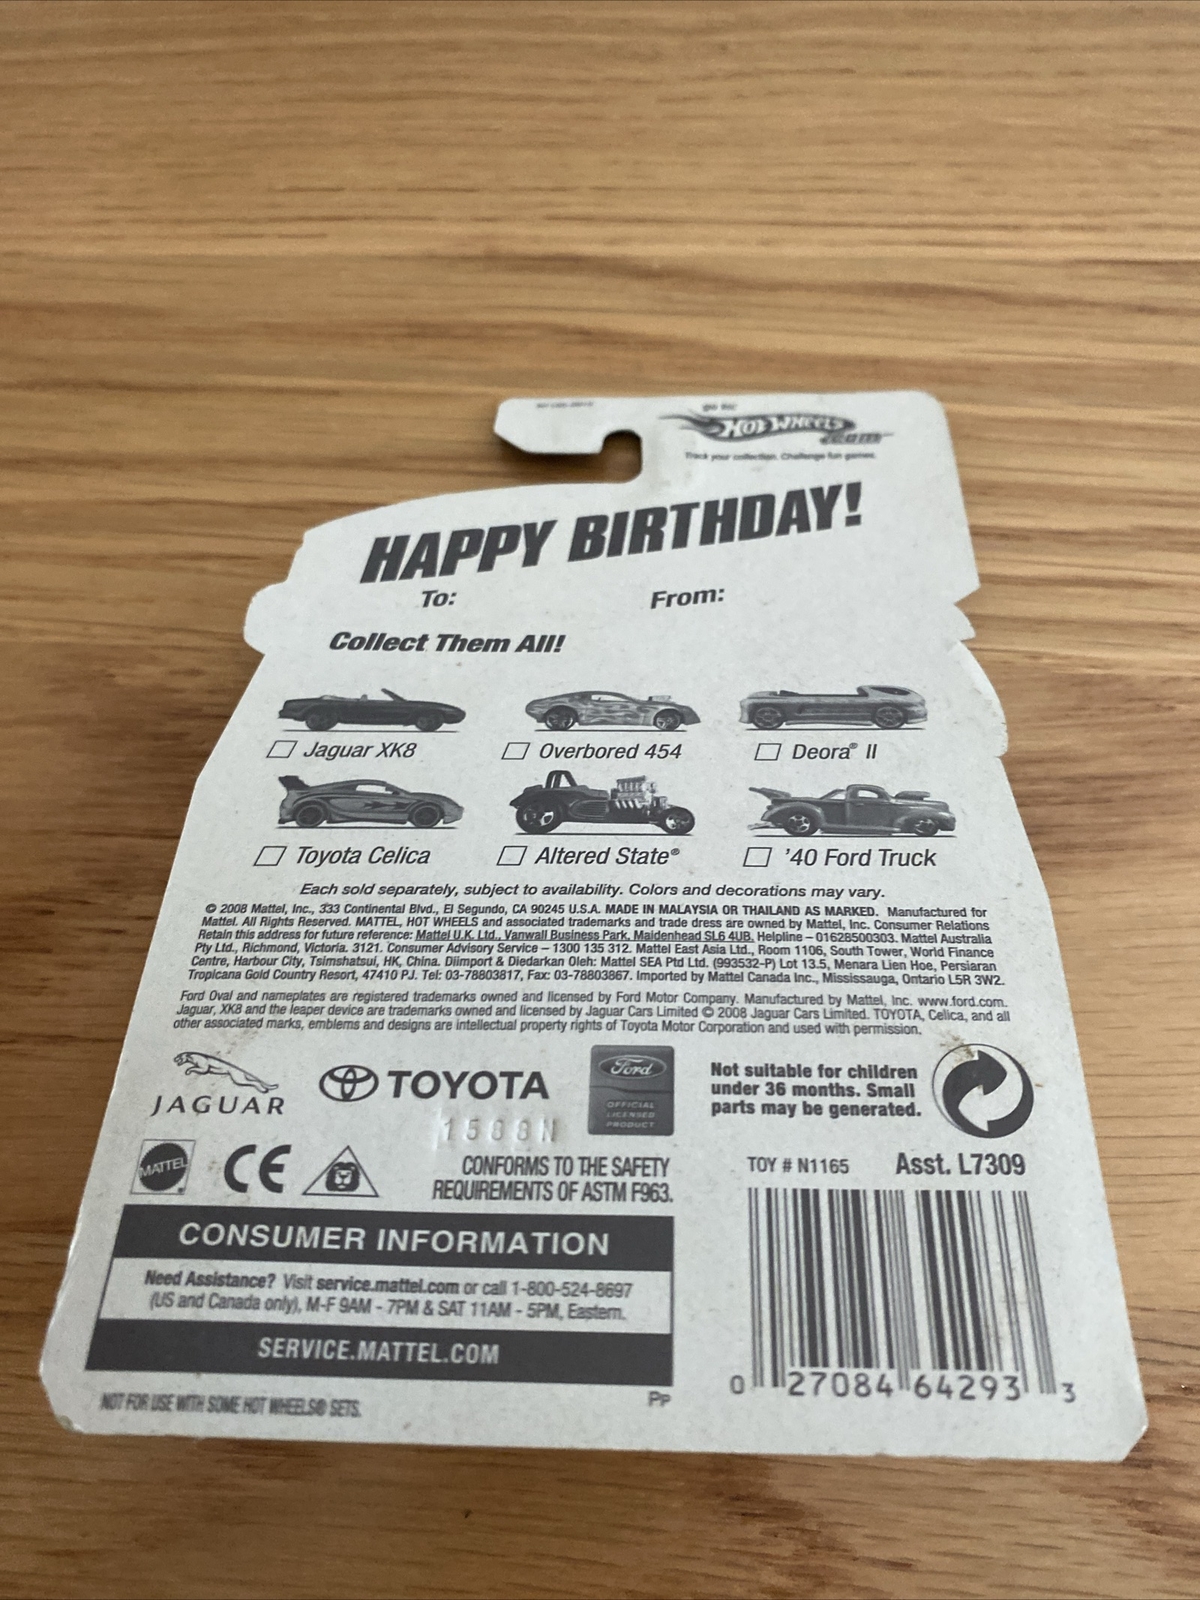 go to:
HOT WHEELS
.com
Track your collection. Challenge fun games.
HAPPY BIRTHDAY!
To: From:
Collect Them All!
Jaguar XK8 Overbored 454 Deora® II
Toyota Celica Altered State® '40 Ford Truck
Each sold separately, subject to availability. Colors and decorations may vary.
© 2008 Mattel, Inc., 333 Continental Blvd., El Segundo, CA 90245 U.S.A. MADE IN MALAYSIA OR THAILAND AS MARKED. Manufactured for
Mattel. All Rights Reserved. MATTEL, HOT WHEELS and associated trademarks and trade dress are owned by Mattel, Inc. Consumer Relations
Retain this address for future reference: Mattel U.K. Ltd., Vanwall Business Park, Maidenhead SL6 4UB. Helpline – 01628500303. Mattel Australia
Pty Ltd., Richmond, Victoria. 3121. Consumer Advisory Service – 1300 135 312. Mattel East Asia Ltd., Room 1106, South Tower, World Finance
Centre, Harbour City, Tsimshatsui, HK, China. Diimport & Diedarkan Oleh: Mattel SEA Ptd Ltd. (993532-P) Lot 13.5, Menara Lien Hoe, Persiaran
Tropicana Gold Country Resort, 47410 PJ. Tel: 03-78803817, Fax: 03-78803867. Imported by Mattel Canada Inc., Mississauga, Ontario L5R 3W2.
Ford Oval and nameplates are registered trademarks owned and licensed by Ford Motor Company. Manufactured by Mattel, Inc. www.ford.com.
Jaguar, XK8 and the leaper device are trademarks owned and licensed by Jaguar Cars Limited © 2008 Jaguar Cars Limited. TOYOTA, Celica, and all
other associated marks, emblems and designs are intellectual property rights of Toyota Motor Corporation and used with permission.
JAGUAR
TOYOTA
Ford
OFFICIAL
LICENSED
PRODUCT
Not suitable for children
under 36 months. Small
parts may be generated.
1568N
MATTEL
CE
CONFORMS TO THE SAFETY
REQUIREMENTS OF ASTM F963.
TOY # N1165 Asst. L7309
CONSUMER INFORMATION
Need Assistance? Visit service.mattel.com or call 1-800-524-8697
(US and Canada only), M-F 9AM - 7PM & SAT 11AM - 5PM, Eastern.
SERVICE.MATTEL.COM
NOT FOR USE WITH SOME HOT WHEELS® SETS.
PP
0 27084 64293 3